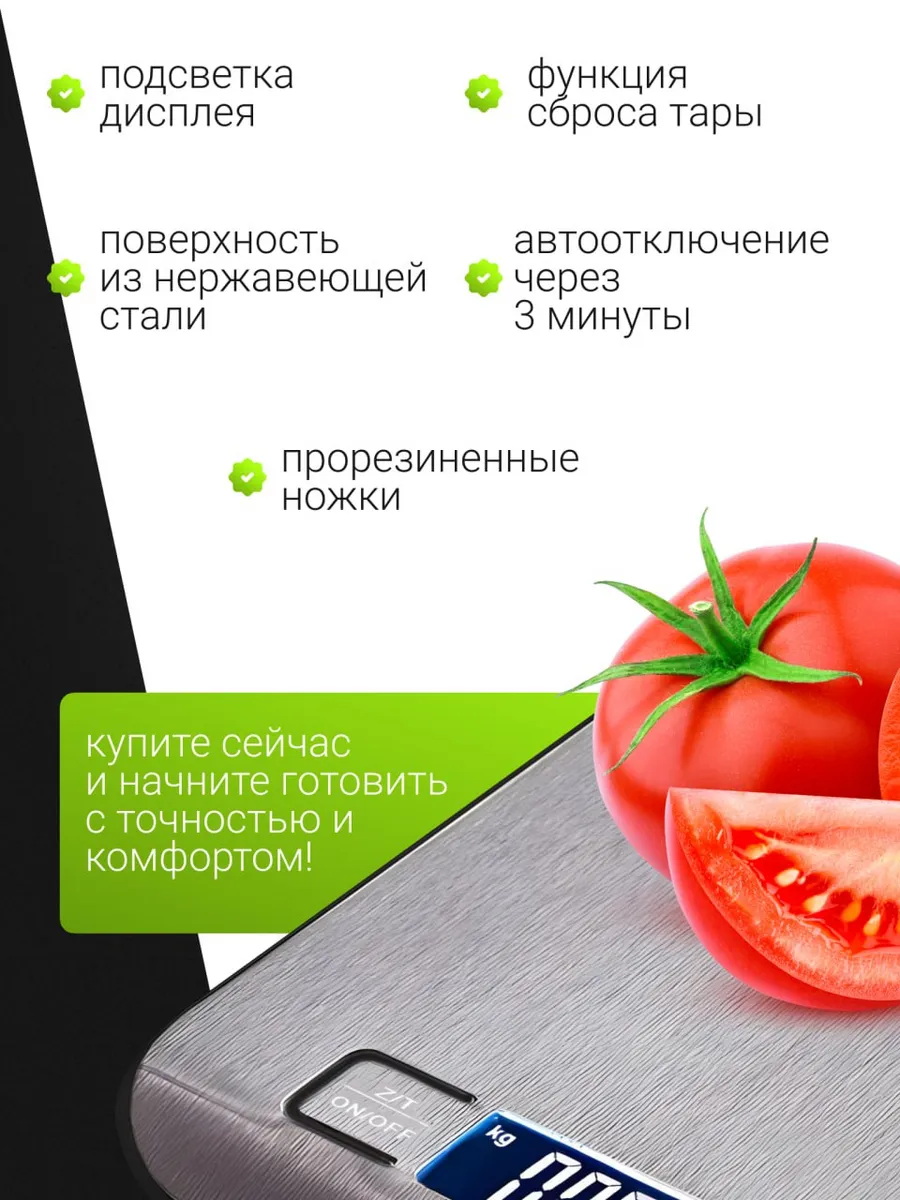 подсветка
дисплея
функция
сброса тары
поверхность
из нержавеющей
стали
автоотключение
через
3 минуты
прорезиненные
ножки
купите сейчас
и начните готовить
с точностью и
комфортом!
Z/T
ON/OFF
kg